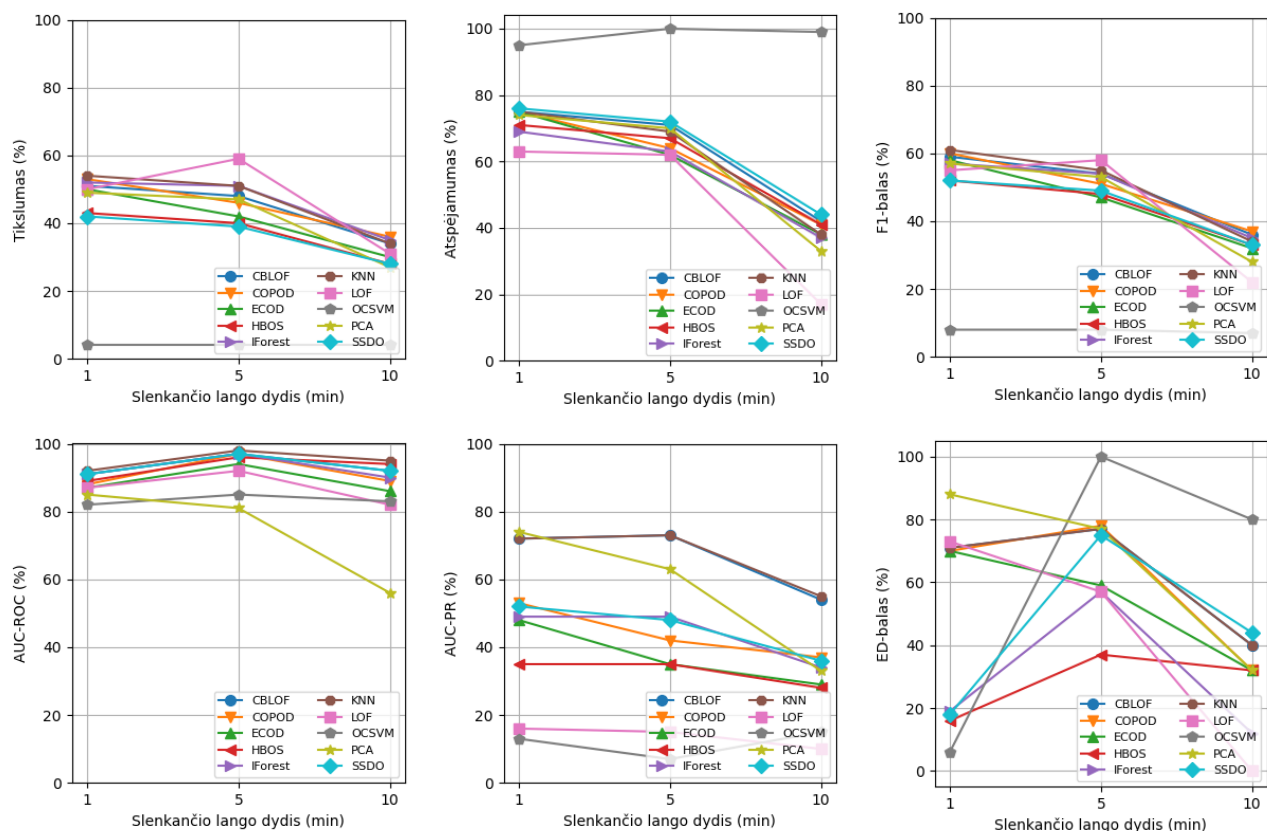 100
80
60
40
20
0
Tikslumas (%)
1 5 10
Slenkančio lango dydis (min)
CBLOF KNN
COPOD LOF
ECOD OCSVM
HBOS PCA
IForest SSDO
100
80
60
40
20
0
Atspėjamumas (%)
1 5 10
Slenkančio lango dydis (min)
CBLOF KNN
COPOD LOF
ECOD OCSVM
HBOS PCA
IForest SSDO
100
80
60
40
20
0
F1-balas (%)
1 5 10
Slenkančio lango dydis (min)
CBLOF KNN
COPOD LOF
ECOD OCSVM
HBOS PCA
IForest SSDO
100
80
60
40
20
0
AUC-ROC (%)
1 5 10
Slenkančio lango dydis (min)
CBLOF KNN
COPOD LOF
ECOD OCSVM
HBOS PCA
IForest SSDO
100
80
60
40
20
0
AUC-PR (%)
1 5 10
Slenkančio lango dydis (min)
CBLOF KNN
COPOD LOF
ECOD OCSVM
HBOS PCA
IForest SSDO
100
80
60
40
20
0
ED-balas (%)
1 5 10
Slenkančio lango dydis (min)
CBLOF KNN
COPOD LOF
ECOD OCSVM
HBOS PCA
IForest SSDO